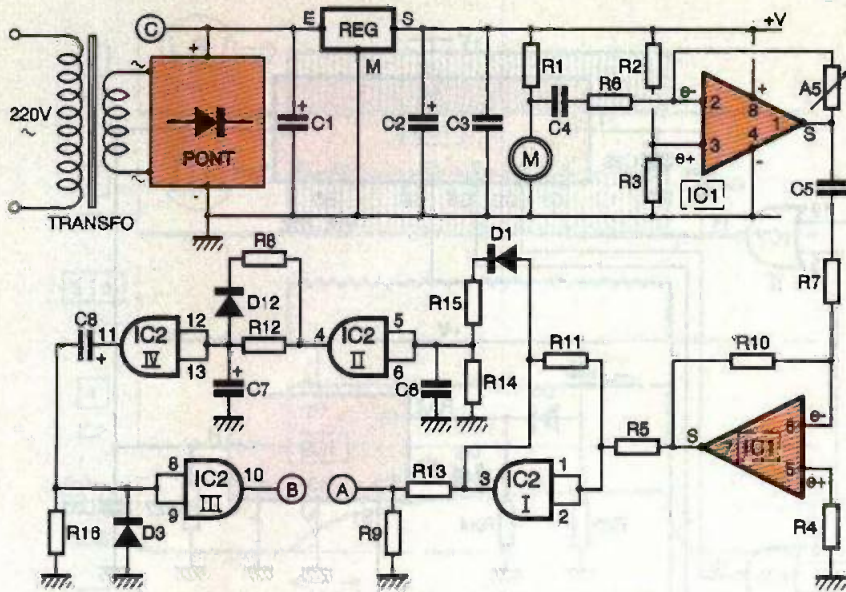 C
E
REG
S
+V
+
M
~
220V
~
TRANSFO
PONT
-
~
C1
+
C2
+
C3
R1
C4
R6
M
R2
R3
e-
2
3
e+
8
+
1
4
-
S
IC1
A5
C5
R7
R10
D1
R8
D12
R12
R15
R14
R11
R5
C8
+
11
IC2
IV
12
13
C7
+
4
IC2
II
5
6
C6
S
7
IC1
6
e-
5
e+
R4
R16
D3
8
9
IC2
III
10
B
A
R13
R9
3
IC2
I
1
2